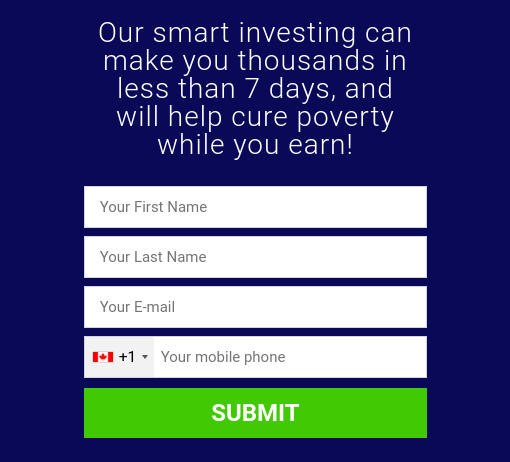 Our smart investing can
make you thousands in
less than 7 days, and
will help cure poverty
while you earn!
Your First Name
Your Last Name
Your E-mail
+1 Your mobile phone
SUBMIT